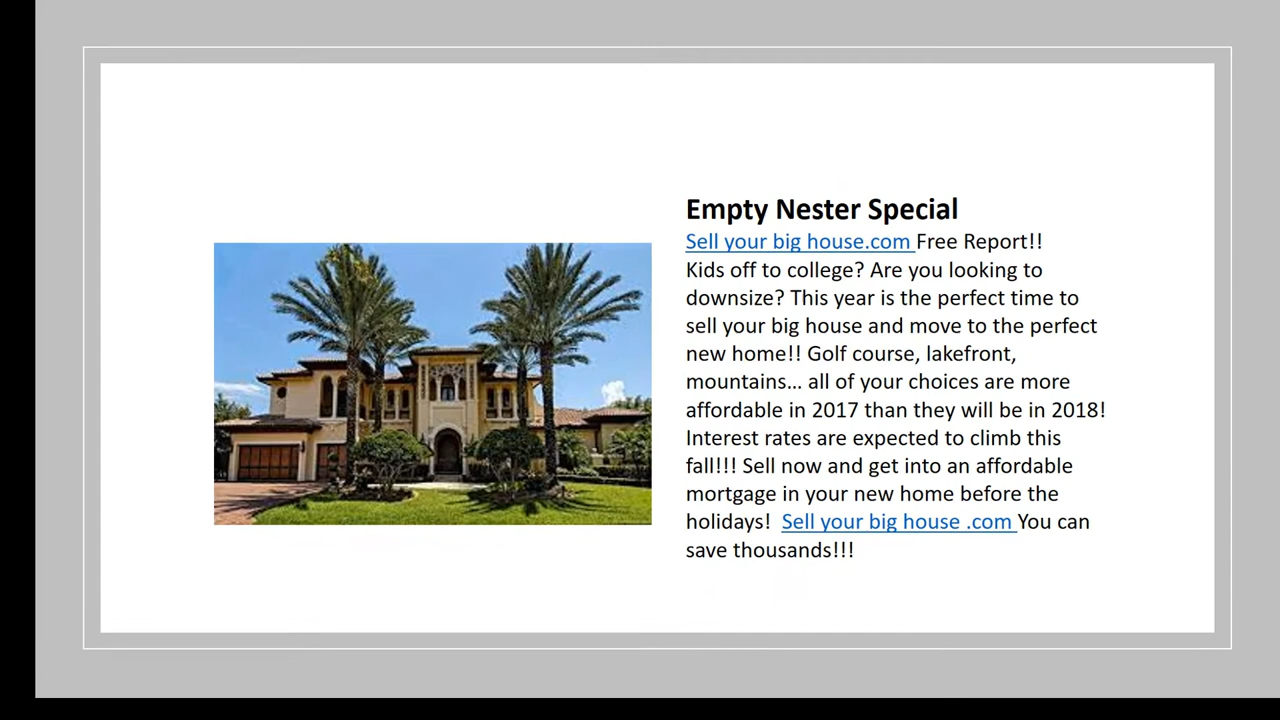 Empty Nester Special
Sell your big house.com Free Report!!
Kids off to college? Are you looking to
downsize? This year is the perfect time to
sell your big house and move to the perfect
new home!! Golf course, lakefront,
mountains... all of your choices are more
affordable in 2017 than they will be in 2018!
Interest rates are expected to climb this
fall!!! Sell now and get into an affordable
mortgage in your new home before the
holidays!  Sell your big house .com You can
save thousands!!!